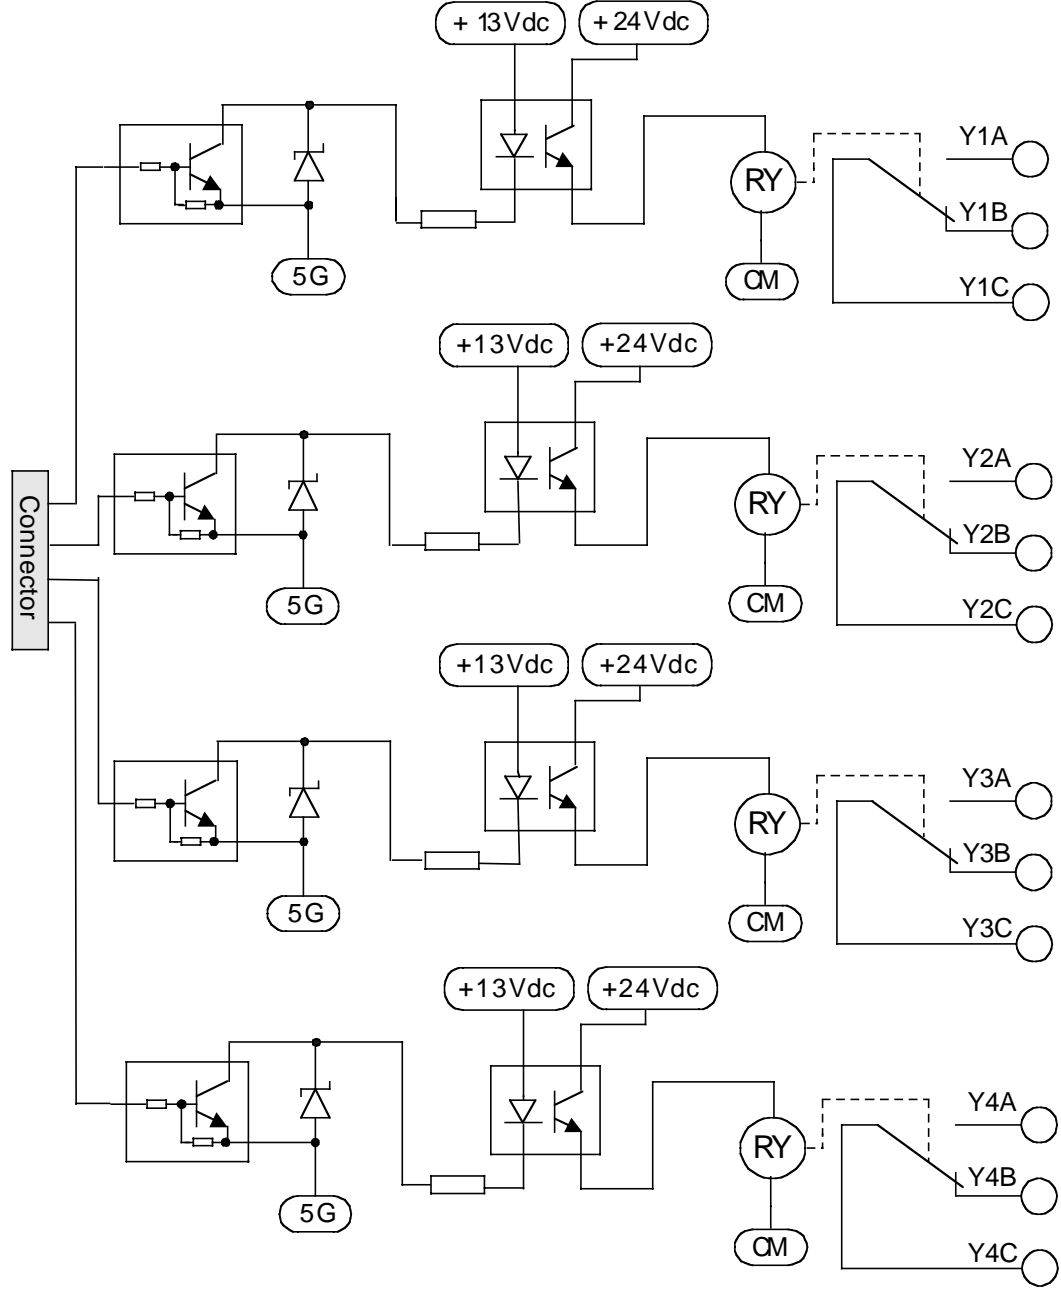 + 13Vdc
+24Vdc
Y1A
RY
Y1B
5G
CM
Y1C
+13Vdc
+24Vdc
Y2A
Connector
RY
Y2B
5G
CM
Y2C
+13Vdc
+24Vdc
Y3A
RY
Y3B
5G
CM
Y3C
+13Vdc
+24Vdc
Y4A
RY
Y4B
5G
CM
Y4C